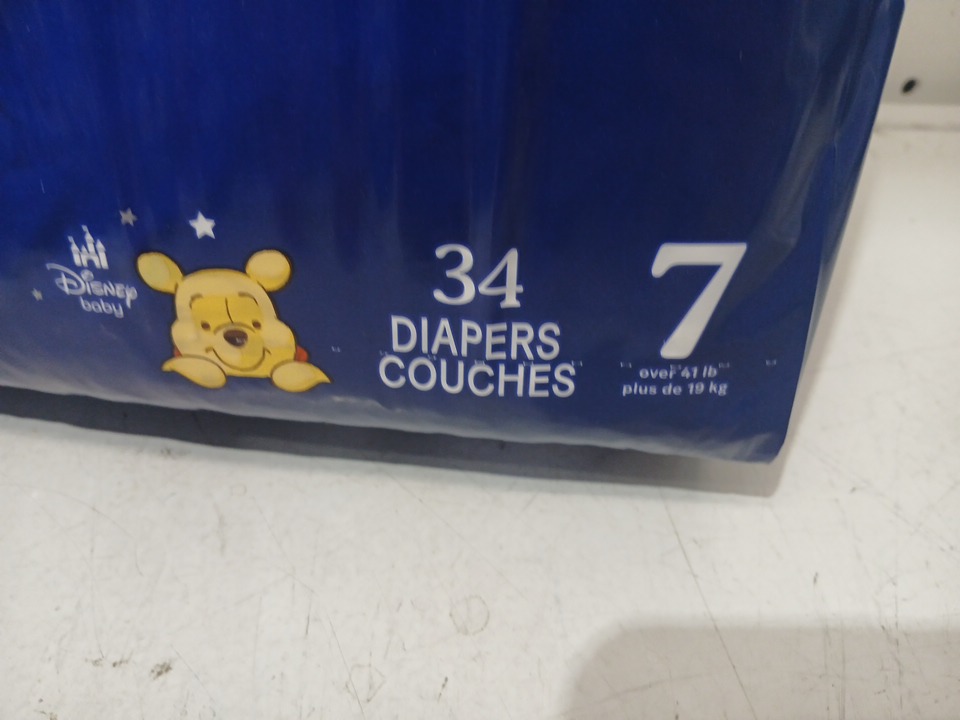 Disney
baby
34
DIAPERS
COUCHES
7
over 41 lb
plus de 19 kg